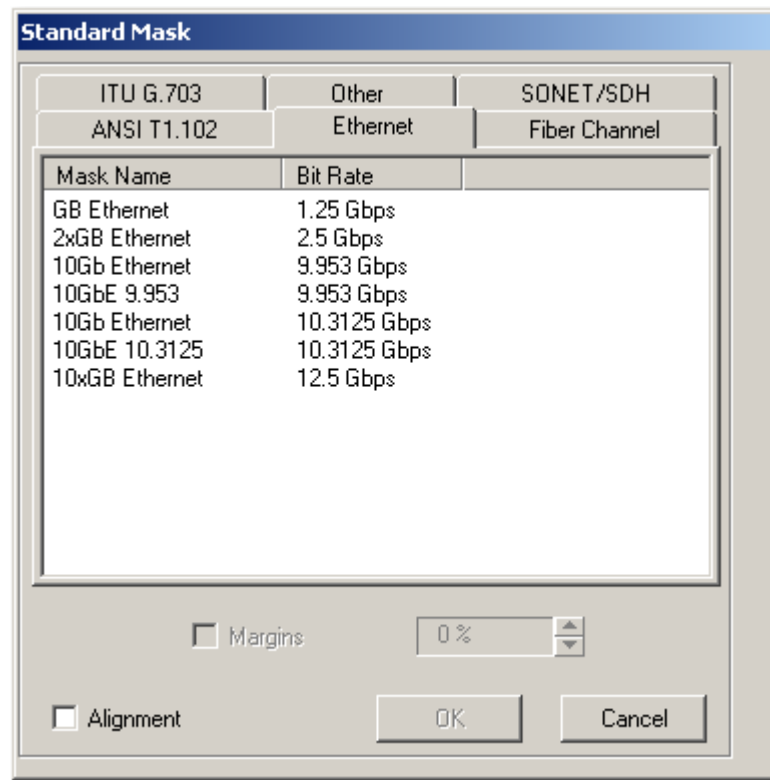 Standard Mask
ITU G.703 Other SONET/SDH
ANSI T1.102 Ethernet Fiber Channel
Mask Name Bit Rate
GB Ethernet 1.25 Gbps
2xGB Ethernet 2.5 Gbps
10Gb Ethernet 9.953 Gbps
10GbE 9.953 9.953 Gbps
10Gb Ethernet 10.3125 Gbps
10GbE 10.3125 10.3125 Gbps
10xGB Ethernet 12.5 Gbps
Margins 0 %
Alignment OK Cancel